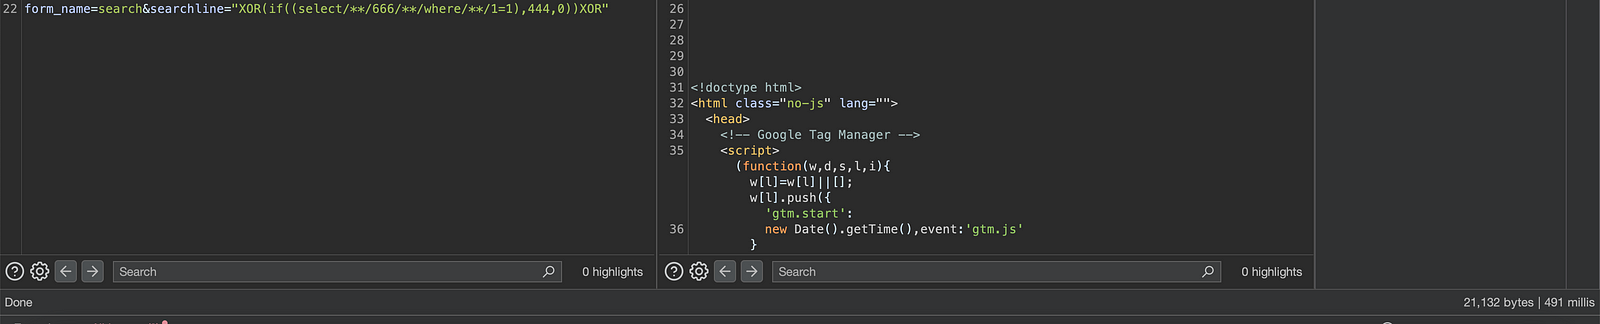 22 form_name=search&searchline="XOR(if((select/**/666/**/where/**/1=1),444,0))XOR"
26
27
28
29
30
31 <!doctype html>
32 <html class="no-js" lang="">
33 <head>
34 <!-- Google Tag Manager -->
35 <script>
(function(w,d,s,l,i){
w[l]=w[l]||[];
w[l].push({
'gtm.start':
36 new Date().getTime(),event:'gtm.js'
}
Search 0 highlights
Search 0 highlights
Done 21,132 bytes | 491 millis